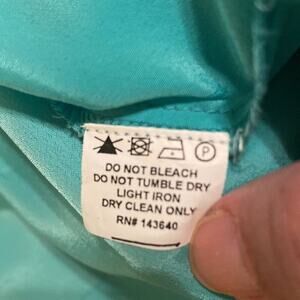 P
DO NOT BLEACH
DO NOT TUMBLE DRY
LIGHT IRON
DRY CLEAN ONLY
RN# 143640